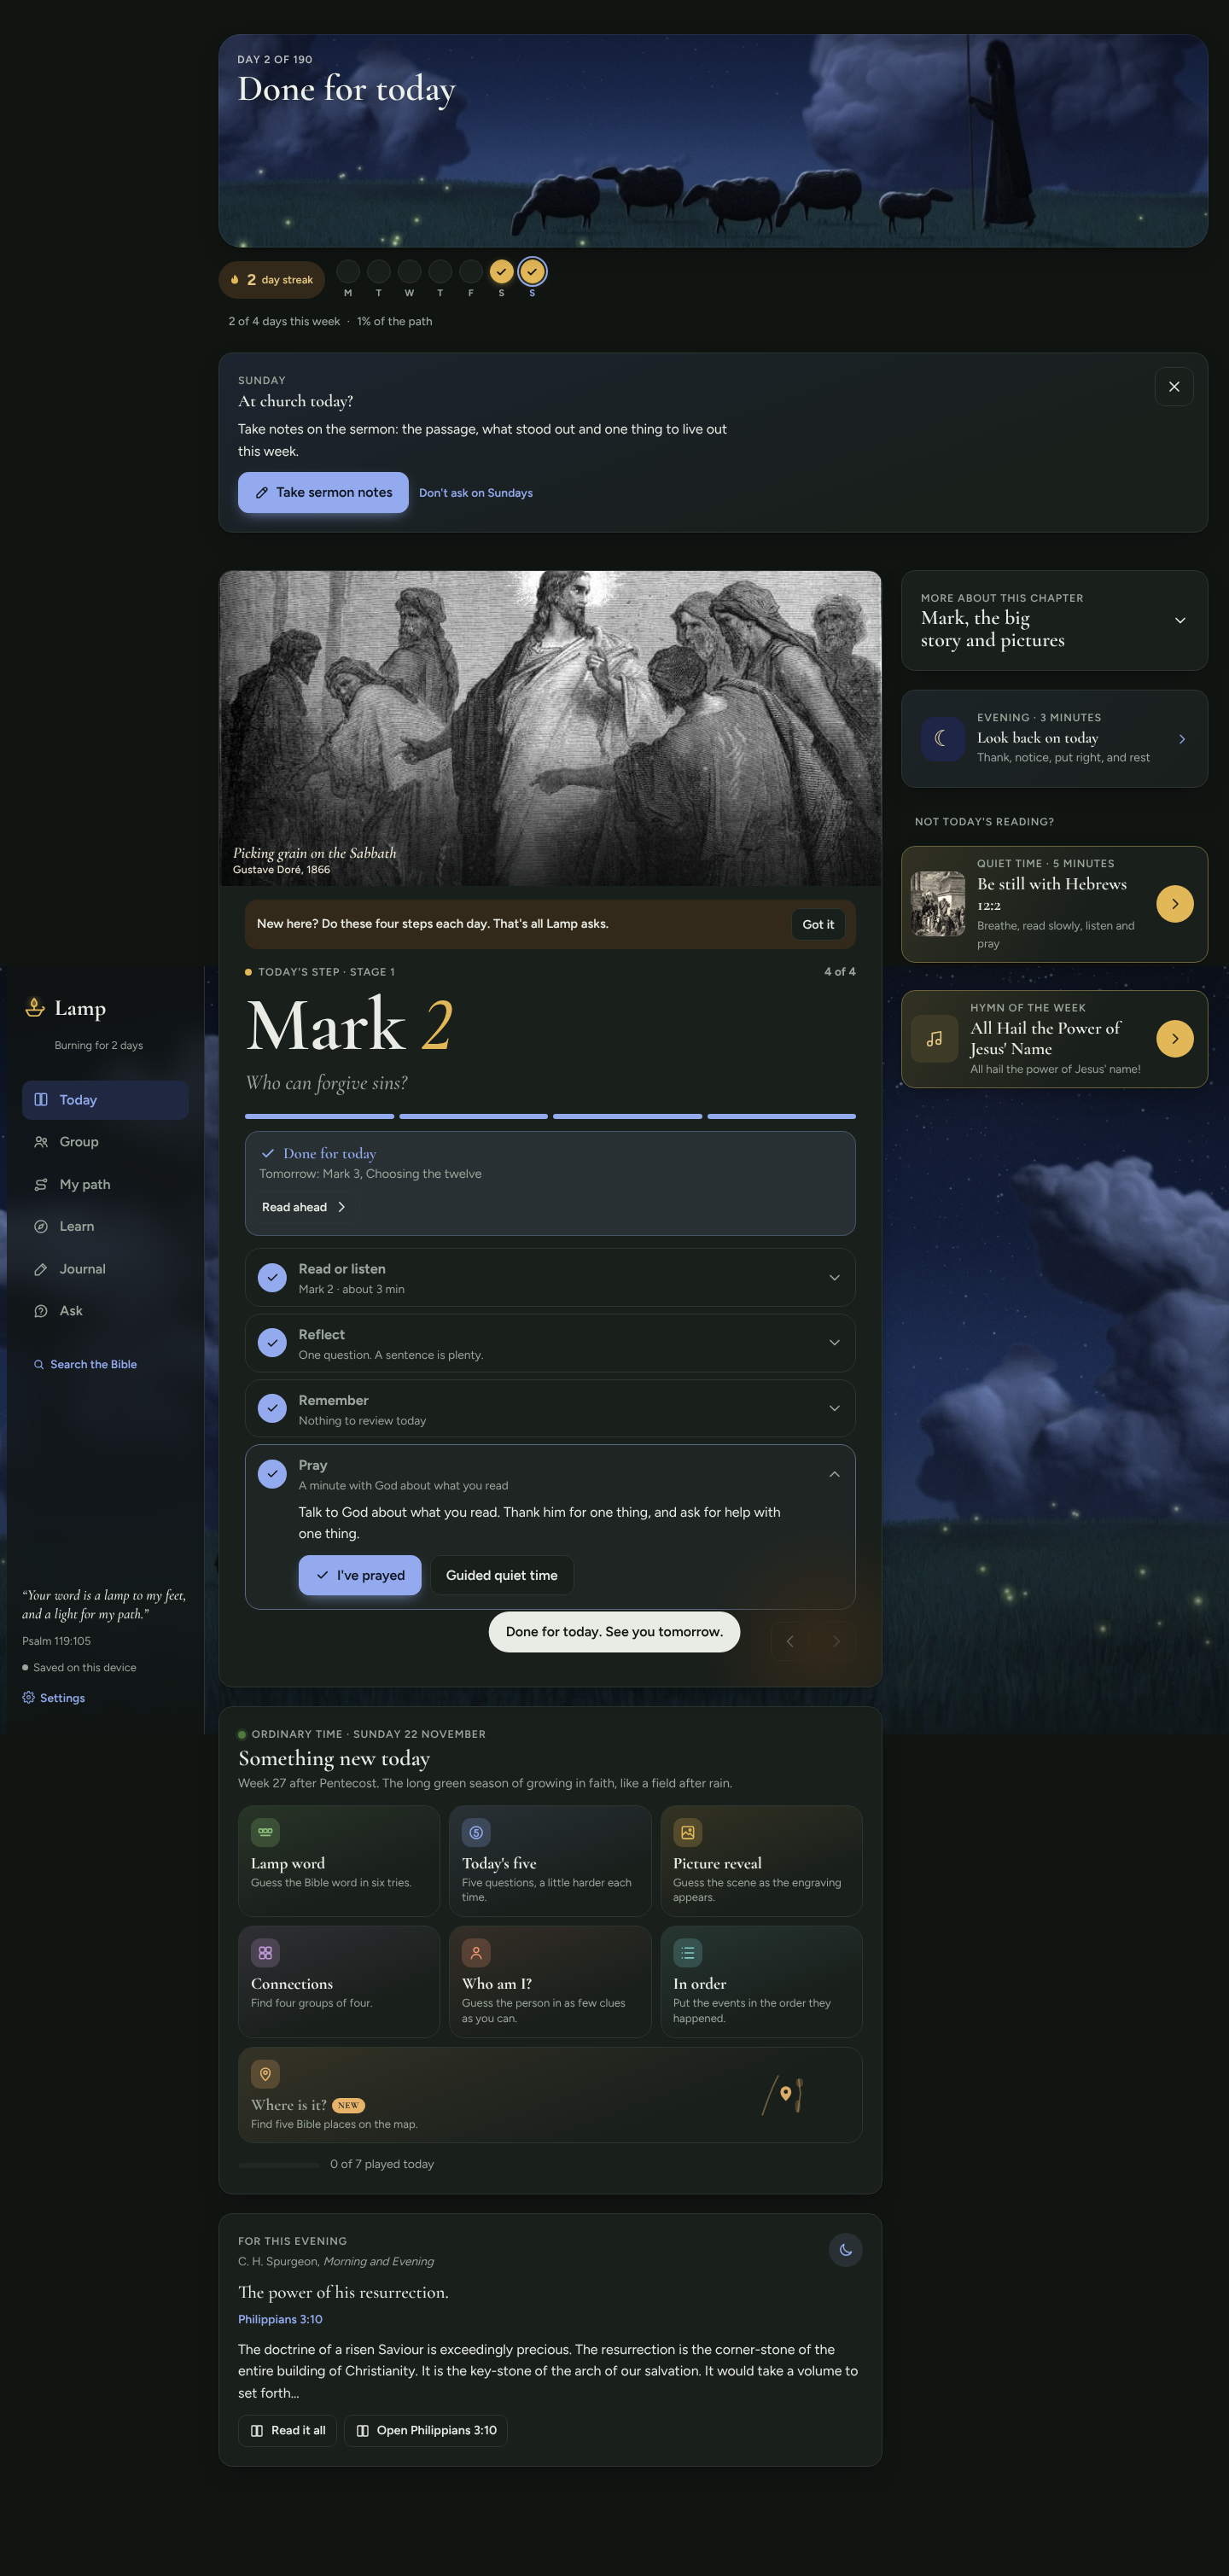 DAY 2 OF 190
Done for today
2 day streak
M T W T F S S
2 of 4 days this week · 1% of the path
SUNDAY
At church today?
Take notes on the sermon: the passage, what stood out and one thing to live out
this week.
Take sermon notes
Don't ask on Sundays
Picking grain on the Sabbath
Gustave Doré, 1866
New here? Do these four steps each day. That's all Lamp asks.
Got it
TODAY'S STEP · STAGE 1
4 of 4
Mark 2
Who can forgive sins?
Done for today
Tomorrow: Mark 3, Choosing the twelve
Read ahead
Read or listen
Mark 2 · about 3 min
Reflect
One question. A sentence is plenty.
Remember
Nothing to review today
Pray
A minute with God about what you read
Talk to God about what you read. Thank him for one thing, and ask for help with
one thing.
I've prayed
Guided quiet time
Done for today. See you tomorrow.
MORE ABOUT THIS CHAPTER
Mark, the big
story and pictures
EVENING · 3 MINUTES
Look back on today
Thank, notice, put right, and rest
NOT TODAY'S READING?
QUIET TIME · 5 MINUTES
Be still with Hebrews
12:2
Breathe, read slowly, listen and
pray
HYMN OF THE WEEK
All Hail the Power of
Jesus' Name
All hail the power of Jesus' name!
Lamp
Burning for 2 days
Today
Group
My path
Learn
Journal
Ask
Search the Bible
“Your word is a lamp to my feet,
and a light for my path.”
Psalm 119:105
Saved on this device
Settings
ORDINARY TIME · SUNDAY 22 NOVEMBER
Something new today
Week 27 after Pentecost. The long green season of growing in faith, like a field after rain.
Lamp word
Guess the Bible word in six tries.
Today's five
Five questions, a little harder each
time.
Picture reveal
Guess the scene as the engraving
appears.
Connections
Find four groups of four.
Who am I?
Guess the person in as few clues
as you can.
In order
Put the events in the order they
happened.
Where is it? NEW
Find five Bible places on the map.
0 of 7 played today
FOR THIS EVENING
C. H. Spurgeon, Morning and Evening
The power of his resurrection.
Philippians 3:10
The doctrine of a risen Saviour is exceedingly precious. The resurrection is the corner-stone of the
entire building of Christianity. It is the key-stone of the arch of our salvation. It would take a volume to
set forth…
Read it all
Open Philippians 3:10